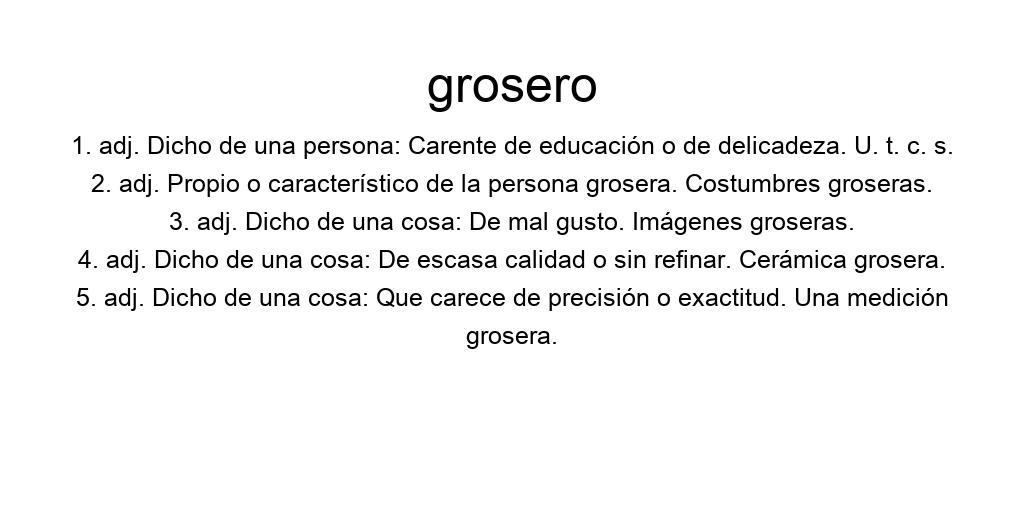 grosero
1. adj. Dicho de una persona: Carente de educación o de delicadeza. U. t. c. s.
2. adj. Propio o característico de la persona grosera. Costumbres groseras.
3. adj. Dicho de una cosa: De mal gusto. Imágenes groseras.
4. adj. Dicho de una cosa: De escasa calidad o sin refinar. Cerámica grosera.
5. adj. Dicho de una cosa: Que carece de precisión o exactitud. Una medición
grosera.